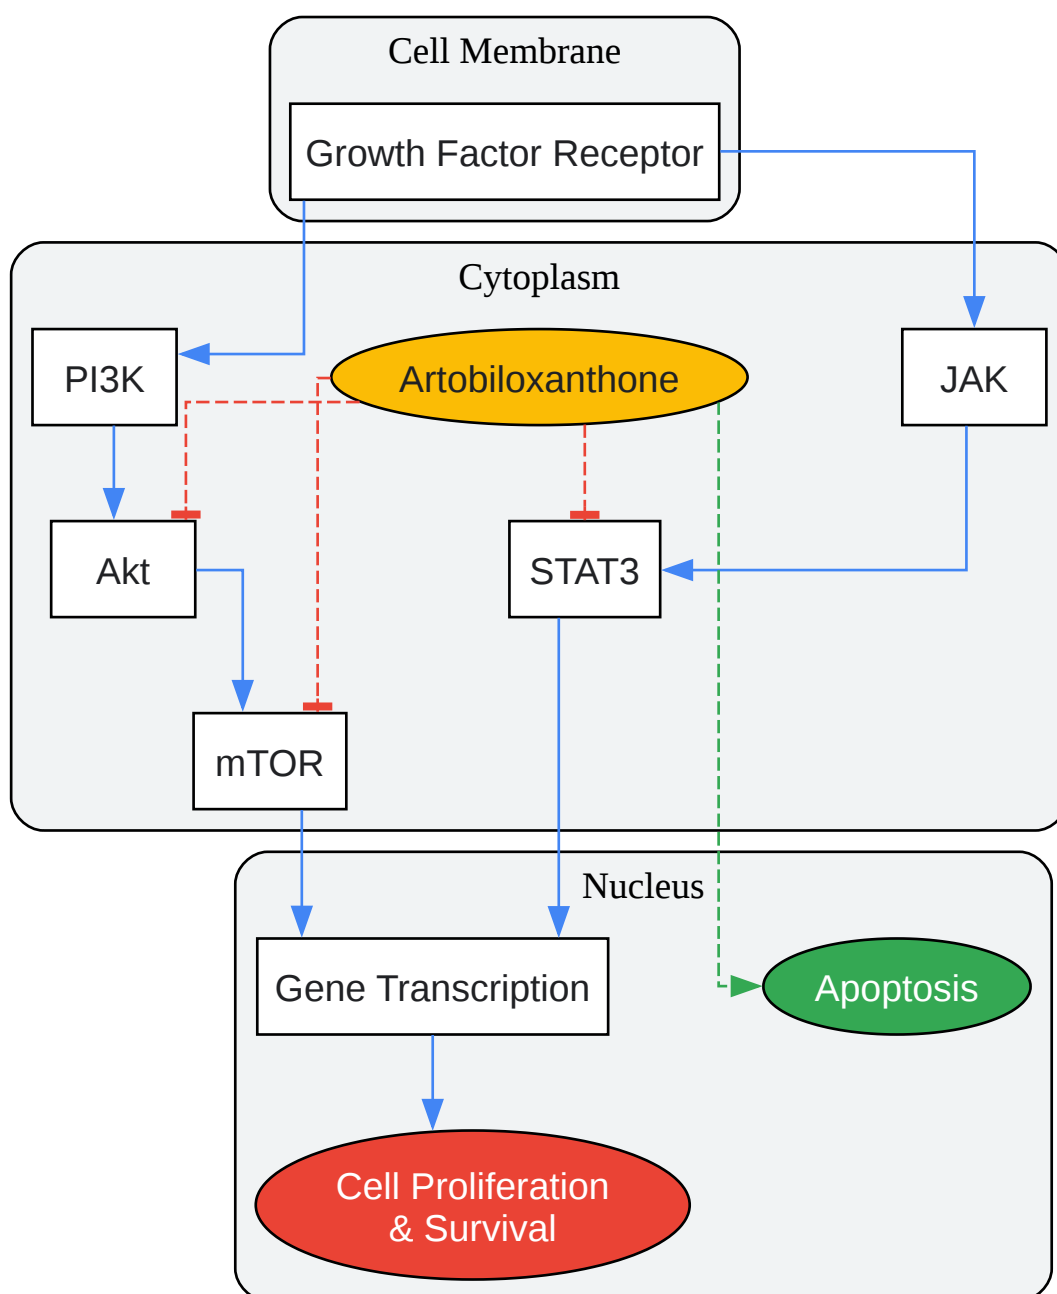 Cell Membrane
Growth Factor Receptor
Cytoplasm
PI3K
Artobiloxanthone
JAK
Akt
STAT3
mTOR
Nucleus
Gene Transcription
Apoptosis
Cell Proliferation
& Survival